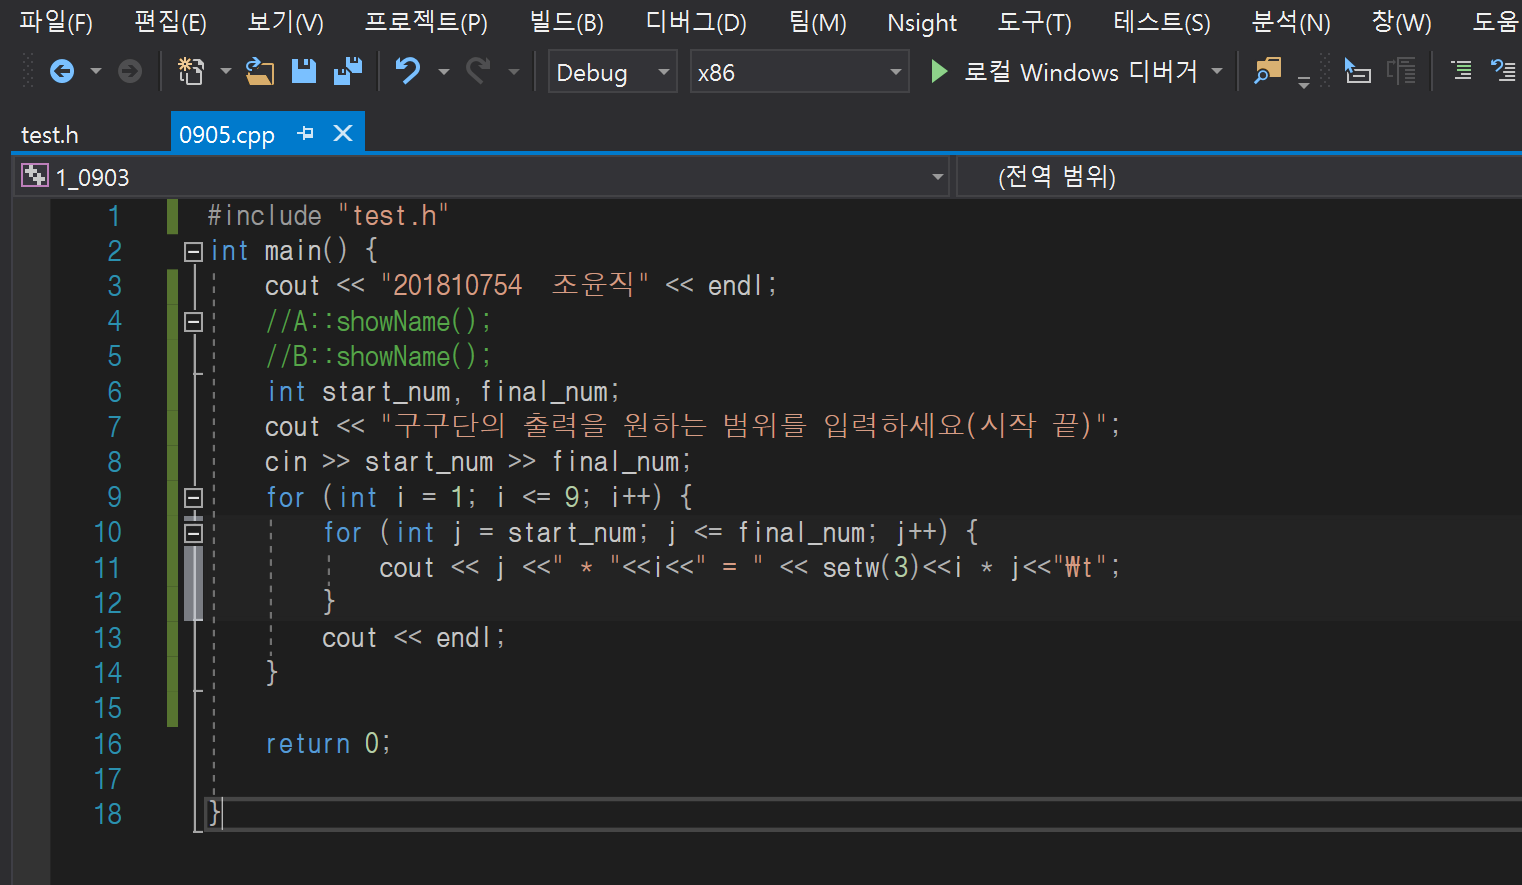 파일(F) 편집(E) 보기(V) 프로젝트(P) 빌드(B) 디버그(D) 팀(M) Nsight 도구(T) 테스트(S) 분석(N) 창(W) 도움
Debug x86 로컬 Windows 디버거
test.h 0905.cpp
1_0903 (전역 범위)
1 #include "test.h"
2 int main() {
3 cout << "201810754  조윤직" << endl;
4 //A::showName();
5 //B::showName();
6 int start_num, final_num;
7 cout << "구구단의 출력을 원하는 범위를 입력하세요(시작 끝)";
8 cin >> start_num >> final_num;
9 for (int i = 1; i <= 9; i++) {
10 for (int j = start_num; j <= final_num; j++) {
11 cout << j <<" * "<<i<<" = " << setw(3)<<i * j<<"₩t";
12 }
13 cout << endl;
14 }
15
16 return 0;
17
18 }